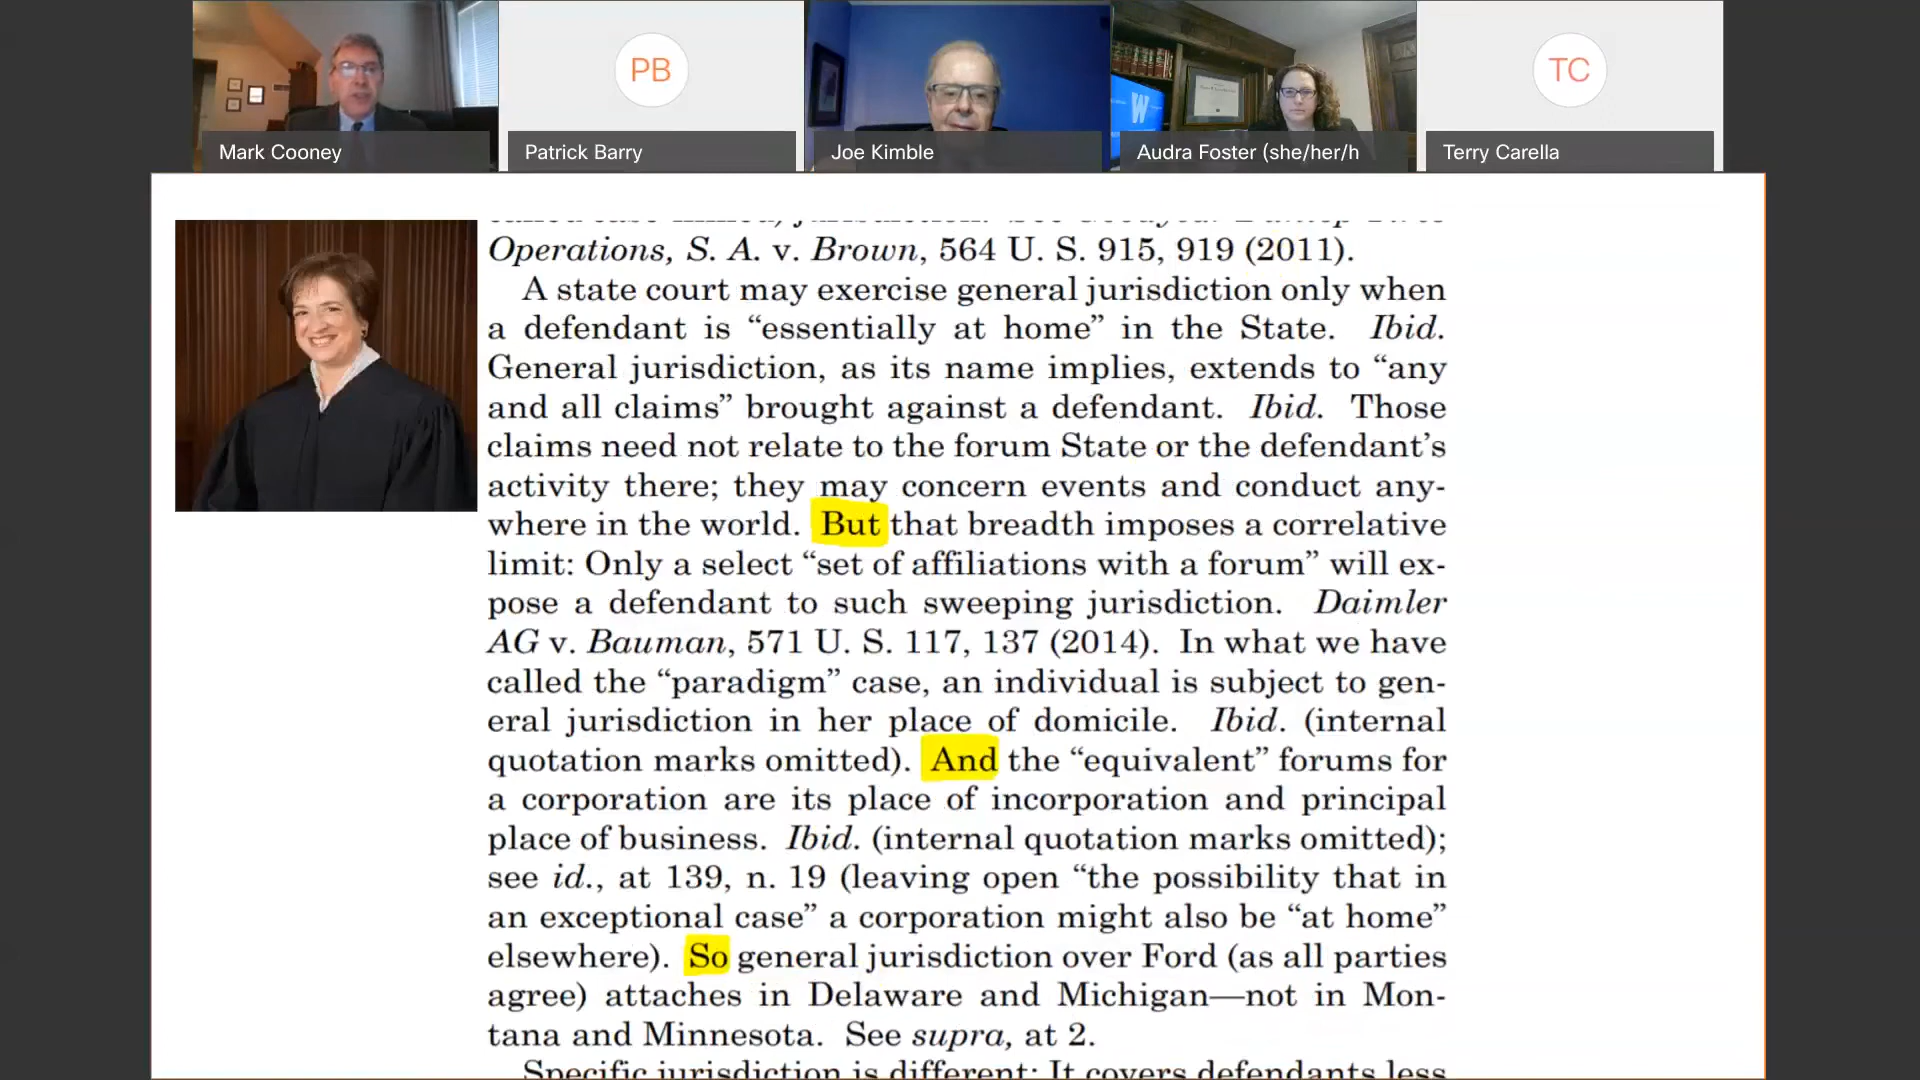 PB
TC
Mark Cooney
Patrick Barry
Joe Kimble
W
Audra Foster (she/her/h
Terry Carella
Operations, S. A. v. Brown, 564 U. S. 915, 919 (2011).
A state court may exercise general jurisdiction only when
a defendant is “essentially at home” in the State. Ibid.
General jurisdiction, as its name implies, extends to “any
and all claims” brought against a defendant. Ibid. Those
claims need not relate to the forum State or the defendant’s
activity there; they may concern events and conduct any-
where in the world. But that breadth imposes a correlative
limit: Only a select “set of affiliations with a forum” will ex-
pose a defendant to such sweeping jurisdiction. Daimler
AG v. Bauman, 571 U. S. 117, 137 (2014). In what we have
called the “paradigm” case, an individual is subject to gen-
eral jurisdiction in her place of domicile. Ibid. (internal
quotation marks omitted). And the “equivalent” forums for
a corporation are its place of incorporation and principal
place of business. Ibid. (internal quotation marks omitted);
see id., at 139, n. 19 (leaving open “the possibility that in
an exceptional case” a corporation might also be “at home”
elsewhere). So general jurisdiction over Ford (as all parties
agree) attaches in Delaware and Michigan—not in Mon-
tana and Minnesota. See supra, at 2.
Specific jurisdiction is different: It covers defendants less